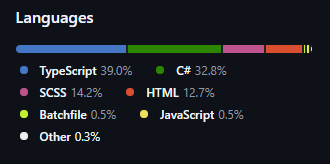 Languages
TypeScript 39.0% C# 32.8%
SCSS 14.2% HTML 12.7%
Batchfile 0.5% JavaScript 0.5%
Other 0.3%